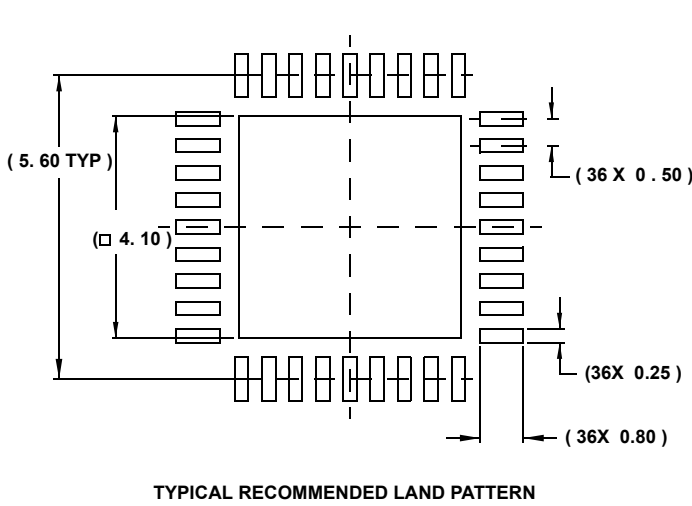 ( 5. 60 TYP )
( 36 X 0 . 50 )
(□ 4. 10 )
(36X 0.25 )
( 36X 0.80 )
TYPICAL RECOMMENDED LAND PATTERN